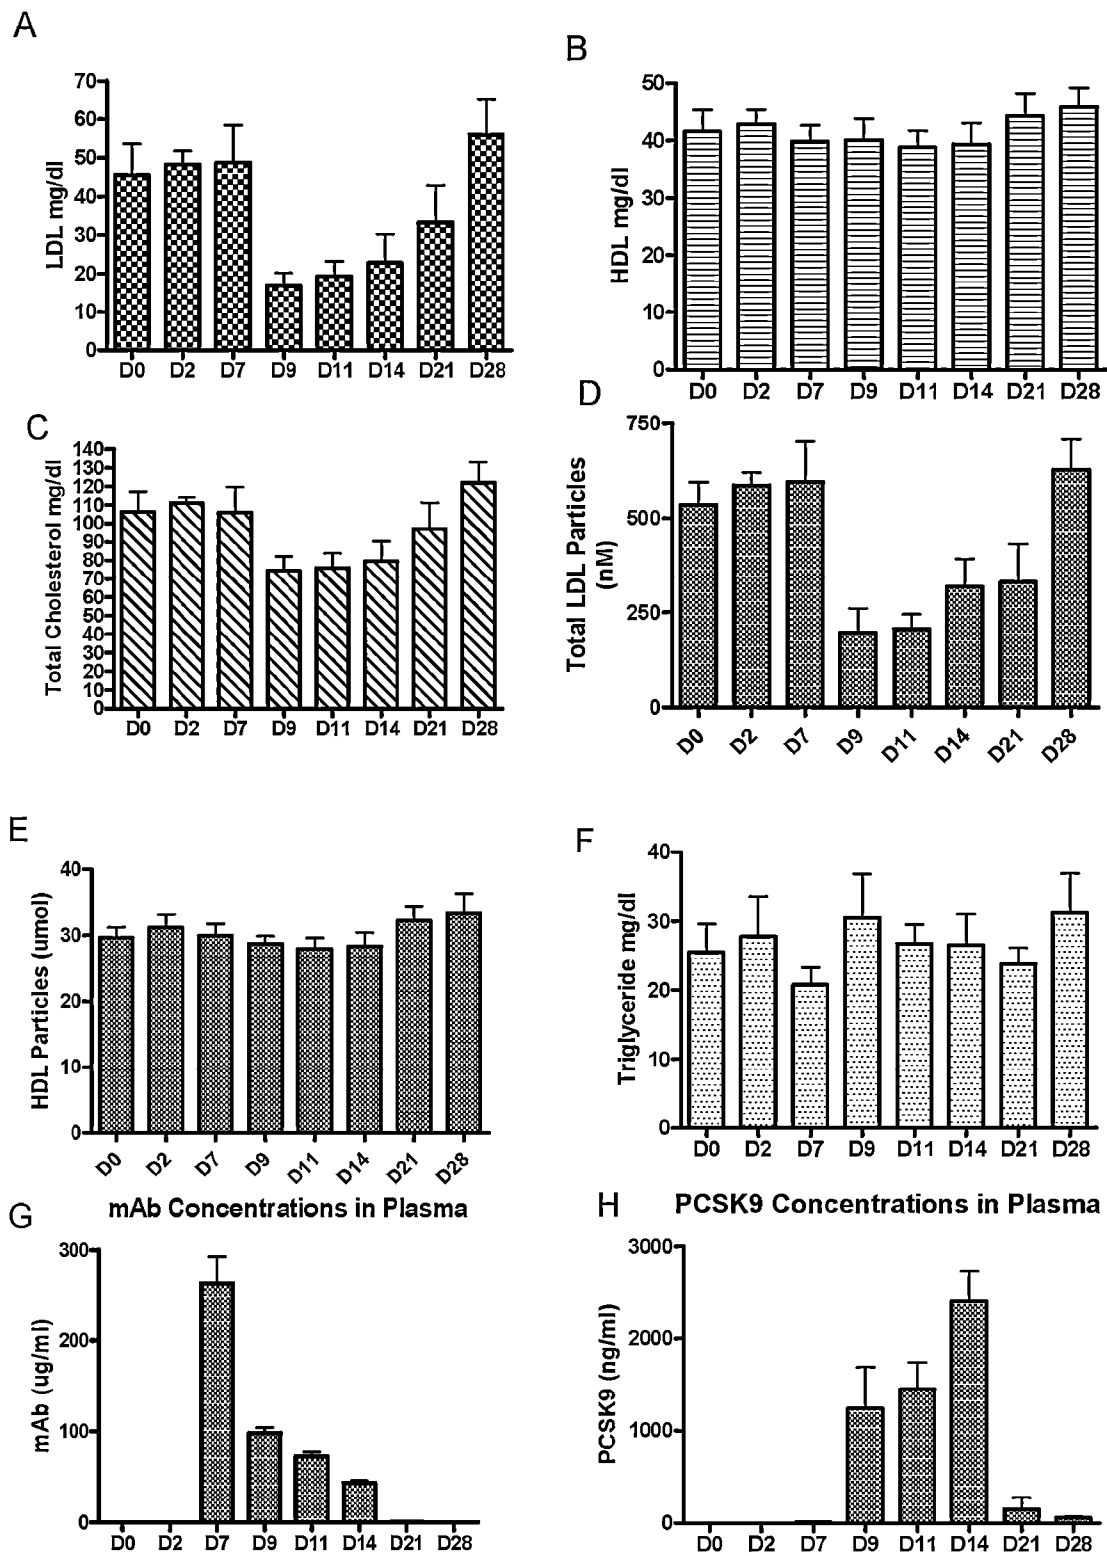 A
LDL mg/dl
70
60
50
40
30
20
10
0
D0 D2 D7 D9 D11 D14 D21 D28
B
HDL mg/dl
50
40
30
20
10
0
D0 D2 D7 D9 D11 D14 D21 D28
C
Total Cholesterol mg/dl
140
130
120
110
100
90
80
70
60
50
40
30
20
10
0
D0 D2 D7 D9 D11 D14 D21 D28
D
Total LDL Particles
(nM)
750
500
250
0
D0 D2 D7 D9 D11 D14 D21 D28
E
HDL Particles (umol)
40
30
20
10
0
D0 D2 D7 D9 D11 D14 D21 D28
F
Triglyceride mg/dl
40
30
20
10
0
D0 D2 D7 D9 D11 D14 D21 D28
G
mAb Concentrations in Plasma
mAb (ug/ml)
300
200
100
0
D0 D2 D7 D9 D11 D14 D21 D28
H
PCSK9 Concentrations in Plasma
PCSK9 (ng/ml)
3000
2000
1000
0
D0 D2 D7 D9 D11 D14 D21 D28